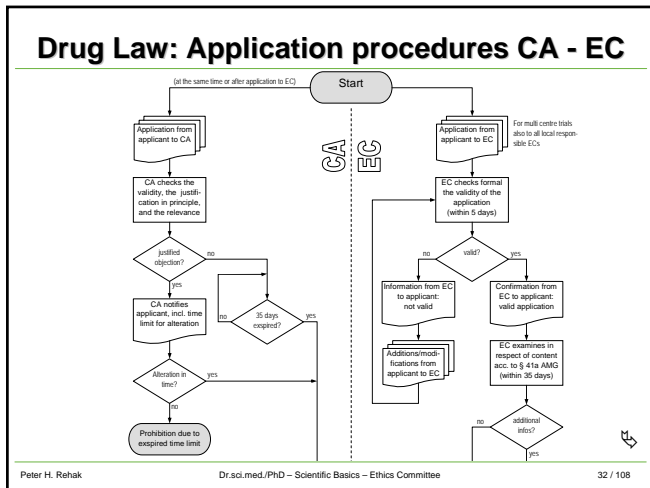 Drug Law: Application procedures CA - EC
(at the same time or after application to EC)
Start
Application from
applicant to CA
CA checks the
validity, the justifi-
cation in principle,
and the relevance
justified
objection?
no
yes
CA notifies
applicant, incl. time
limit for alteration
no
35 days
exspired?
yes
Alteration in
time?
yes
no
Prohibition due to
exspired time limit
CA
EC
Application from
applicant to EC
For multi centre trials
also to all local respon-
sible ECs
EC checks formal
the validity of the
application
(within 5 days)
no
valid?
yes
Information from EC
to applicant:
not valid
Confirmation from
EC to applicant:
valid application
Additions/modi-
fications from
applicant to EC
EC examines in
respect of content
acc. to § 41a AMG
(within 35 days)
no
additional
infos?
yes
Peter H. Rehak
Dr.sci.med./PhD – Scientific Basics – Ethics Committee
32 / 108